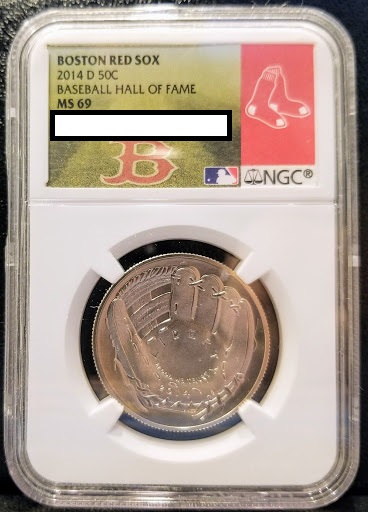 BOSTON RED SOX
2014 D 50C
BASEBALL HALL OF FAME
MS 69
B
NGC®